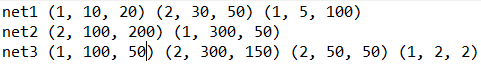 net1 (1, 10, 20) (2, 30, 50) (1, 5, 100)
net2 (2, 100, 200) (1, 300, 50)
net3 (1, 100, 50) (2, 300, 150) (2, 50, 50) (1, 2, 2)